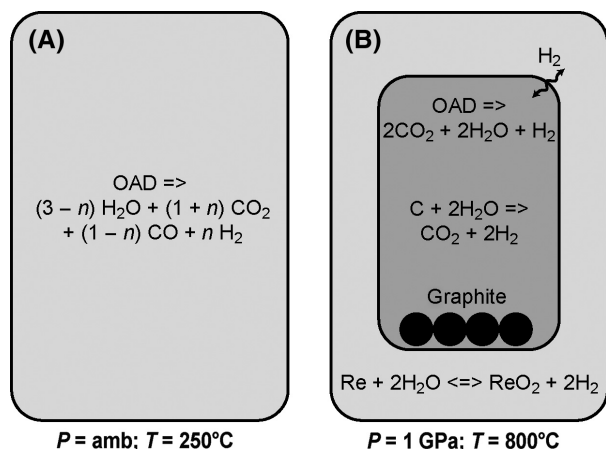 (A)
OAD =>
(3 – n) H₂O + (1 + n) CO₂
+ (1 – n) CO + n H₂
P = amb; T = 250°C
(B)
H₂
OAD =>
2CO₂ + 2H₂O + H₂
C + 2H₂O =>
CO₂ + 2H₂
Graphite
Re + 2H₂O <=> ReO₂ + 2H₂
P = 1 GPa; T = 800°C